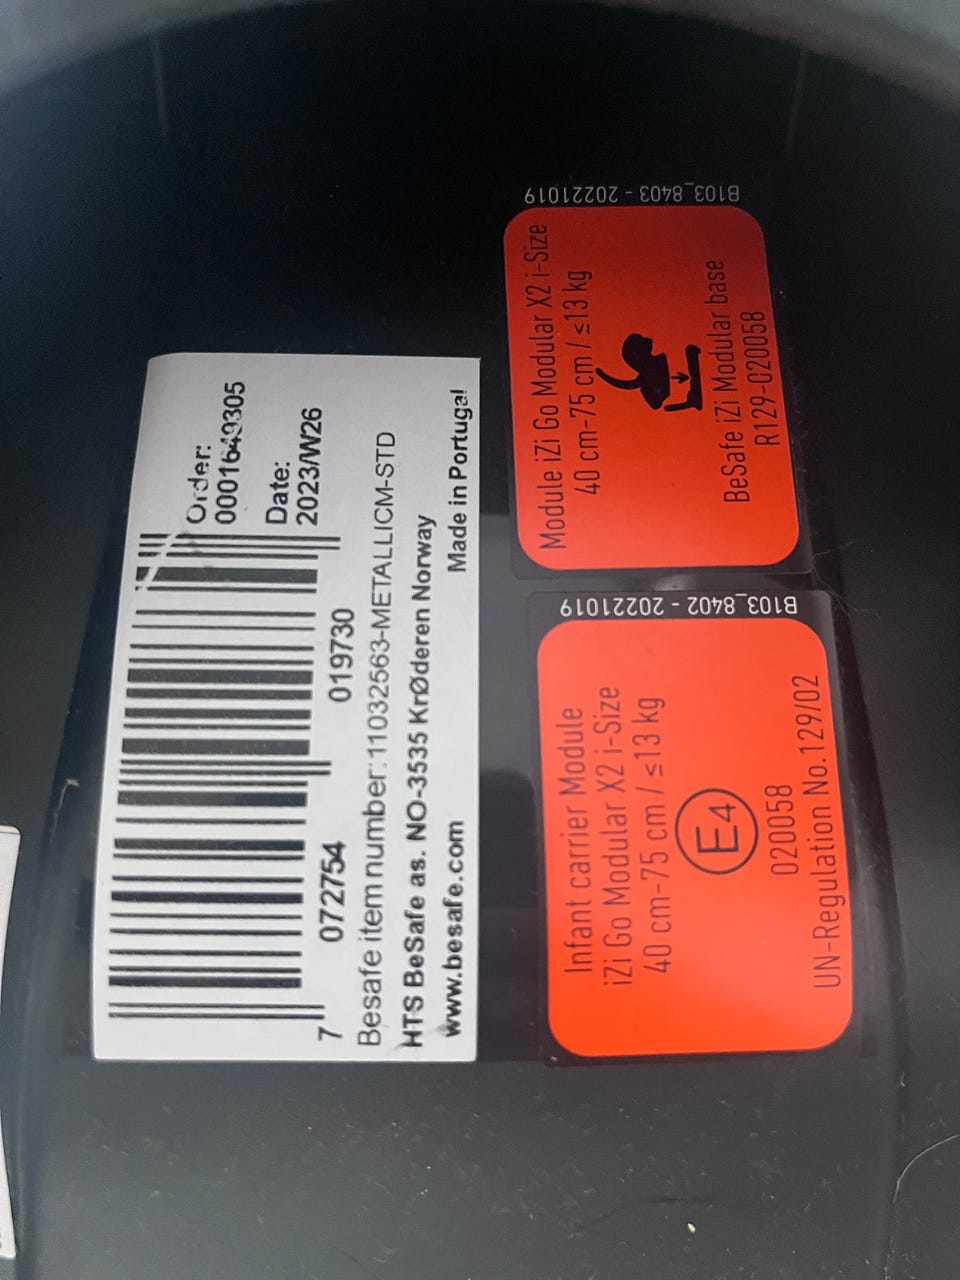 Order:
0001649305
Date:
2023/W26
7 072754 019730
Besafe item number:11032563-METALLICM-STD
HTS BeSafe as. NO-3535 KrØderen Norway
www.besafe.com Made in Portugal
Infant carrier Module
iZi Go Modular X2 i-Size
40 cm-75 cm / ≤13 kg
E4
020058
UN-Regulation No.129/02
B103_8402 - 20221019
Module iZi Go Modular X2 i-Size
40 cm-75 cm / ≤13 kg
BeSafe iZi Modular base
R129-020058
B103_8403 - 20221019